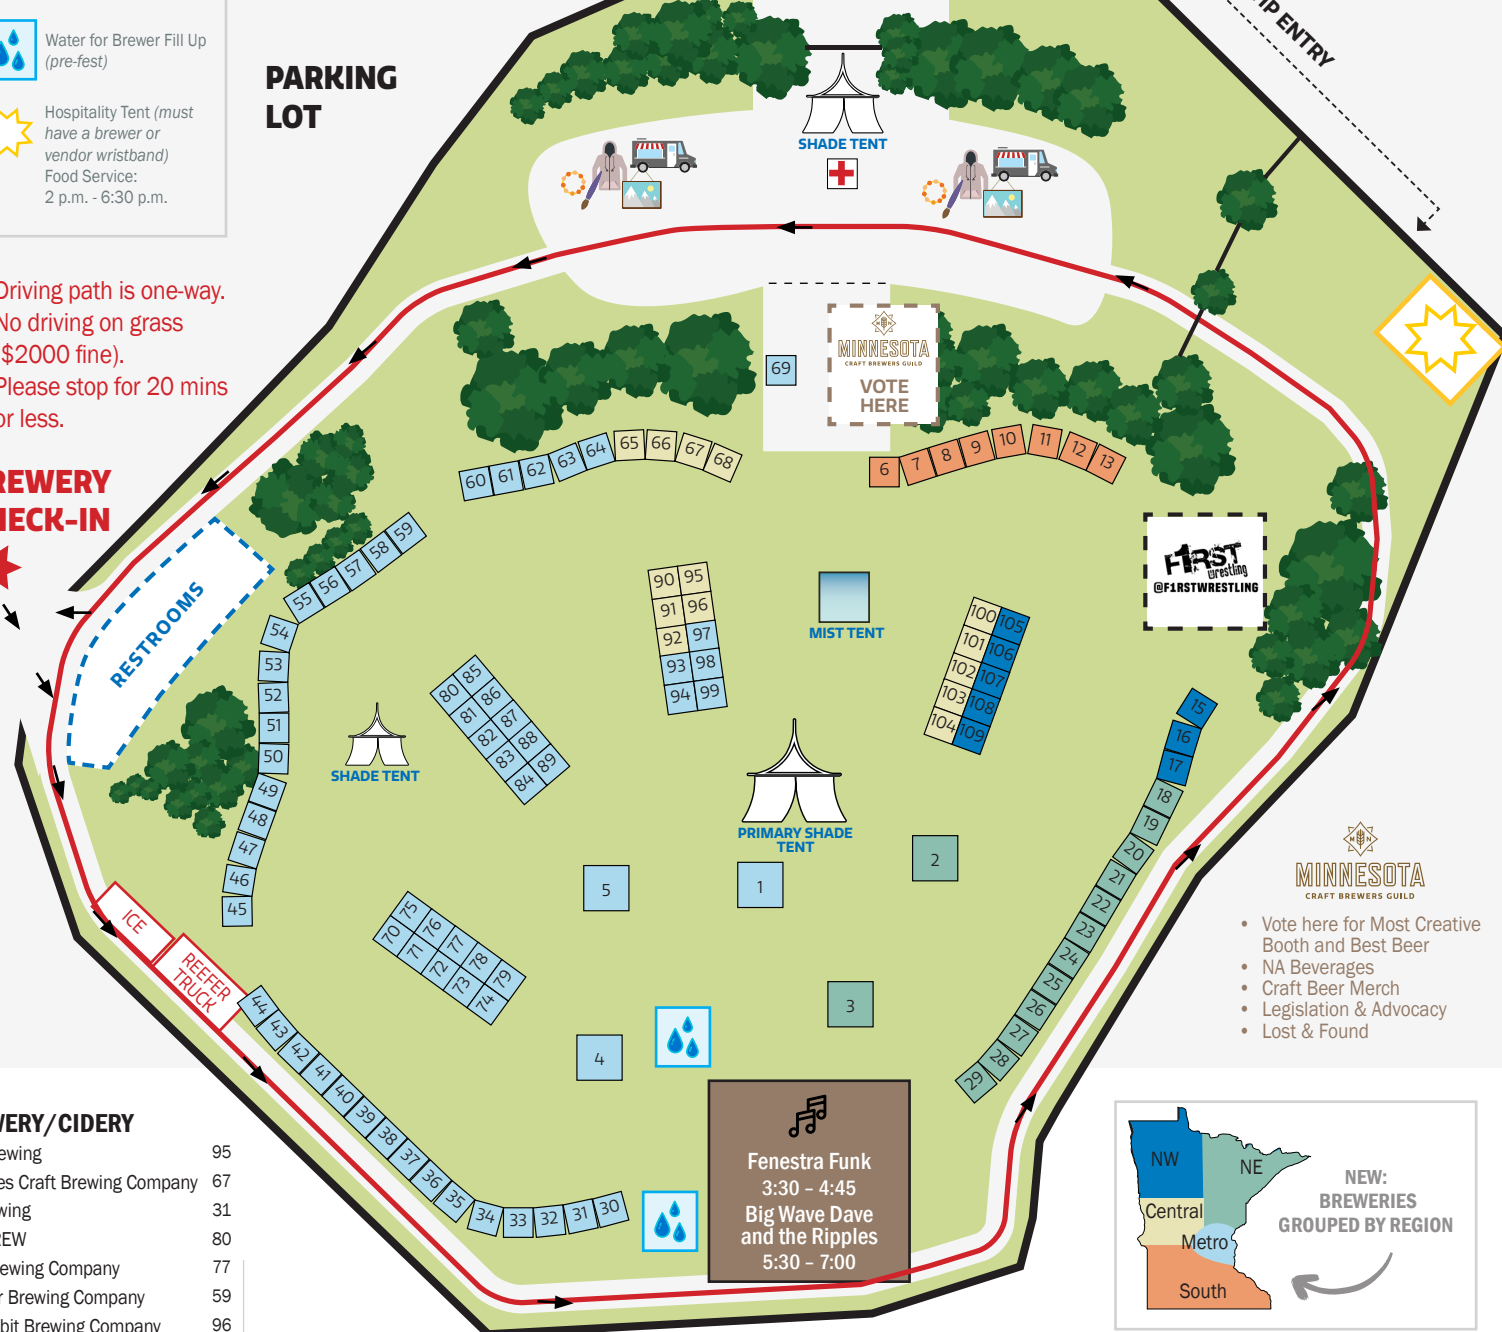 Water for Brewer Fill Up
(pre-fest)
Hospitality Tent (must
have a brewer or
vendor wristband)
Food Service:
2 p.m. - 6:30 p.m.
PARKING
LOT
ENTRY
SHADE TENT
Driving path is one-way.
No driving on grass
$2000 fine).
Please stop for 20 mins
or less.
MINNESOTA
CRAFT BREWERS GUILD
VOTE
HERE
69
60 61 62 63 64 65 66 67 68
6 7 8 9 10 11 12 13
F1RST
Wrestling
@F1RSTWRESTLING
RESTROOMS
55 56 57 58 59
54
53
52
51
50
49
48
47
46
45
90 95
91 96
92 97
93 98
94 99
MIST TENT
100 105
101 106
102 107
103 108
104 109
80 85
81 86
82 87
83 88
84 89
SHADE TENT
PRIMARY SHADE
TENT
15
16
17
18
19
20
21
22
23
24
25
26
27
28
29
5
1
2
3
4
70 75
71 76
72 77
73 78
74 79
ICE
REEFER
TRUCK
44
43
42
41
40
39
38
37
36
35
34 33 32 31 30
Fenestra Funk
3:30 – 4:45
Big Wave Dave
and the Ripples
5:30 – 7:00
M N
MINNESOTA
CRAFT BREWERS GUILD
• Vote here for Most Creative
Booth and Best Beer
• NA Beverages
• Craft Beer Merch
• Legislation & Advocacy
• Lost & Found
/CIDERY
95
Craft Brewing Company 67
31
80
Company 77
Brewing Company 59
Brewing Company 96
NW
NE
Central
Metro
South
NEW:
BREWERIES
GROUPED BY REGION